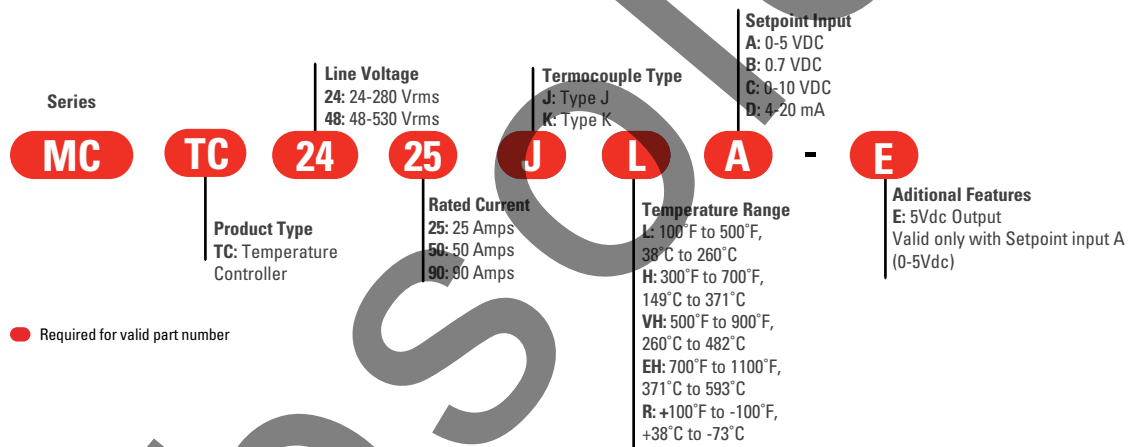 Series
MC TC 24 25 J L A - E
Line Voltage
24: 24-280 Vrms
48: 48-530 Vrms
Termocouple Type
J: Type J
K: Type K
Setpoint Input
A: 0-5 VDC
B: 0.7 VDC
C: 0-10 VDC
D: 4-20 mA
Product Type
TC: Temperature
Controller
Rated Current
25: 25 Amps
50: 50 Amps
90: 90 Amps
Temperature Range
L: 100˚F to 500˚F,
38˚C to 260˚C
H: 300˚F to 700˚F,
149˚C to 371˚C
VH: 500˚F to 900˚F,
260˚C to 482˚C
EH: 700˚F to 1100˚F,
371˚C to 593˚C
R: +100˚F to -100˚F,
+38˚C to -73˚C
Aditional Features
E: 5Vdc Output
Valid only with Setpoint input A
(0-5Vdc)
Required for valid part number